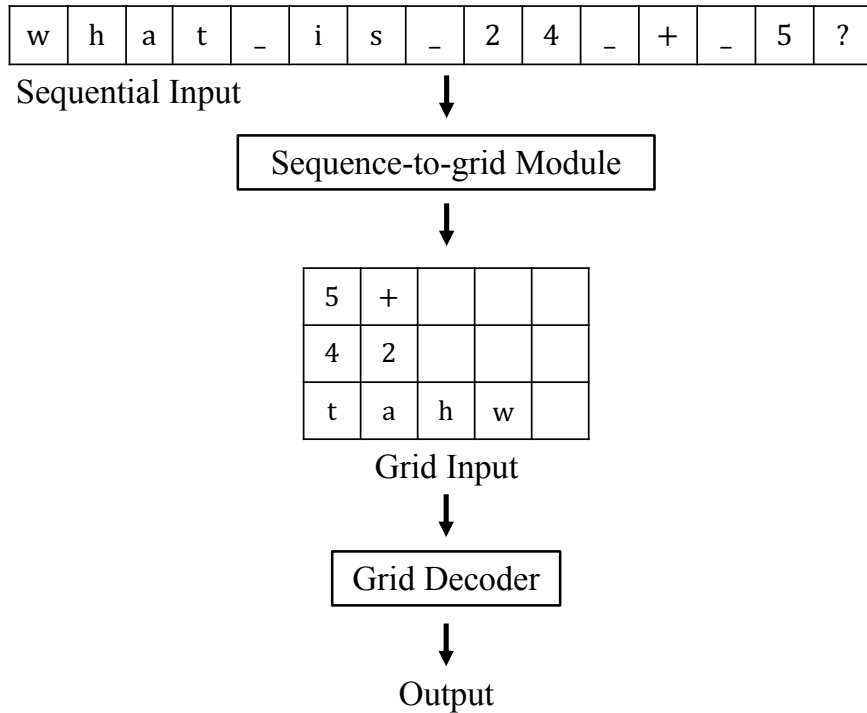 w h a t _ i s _ 2 4 _ + _ 5 ?
Sequential Input
Sequence-to-grid Module
5 +
4 2
t a h w
Grid Input
Grid Decoder
Output